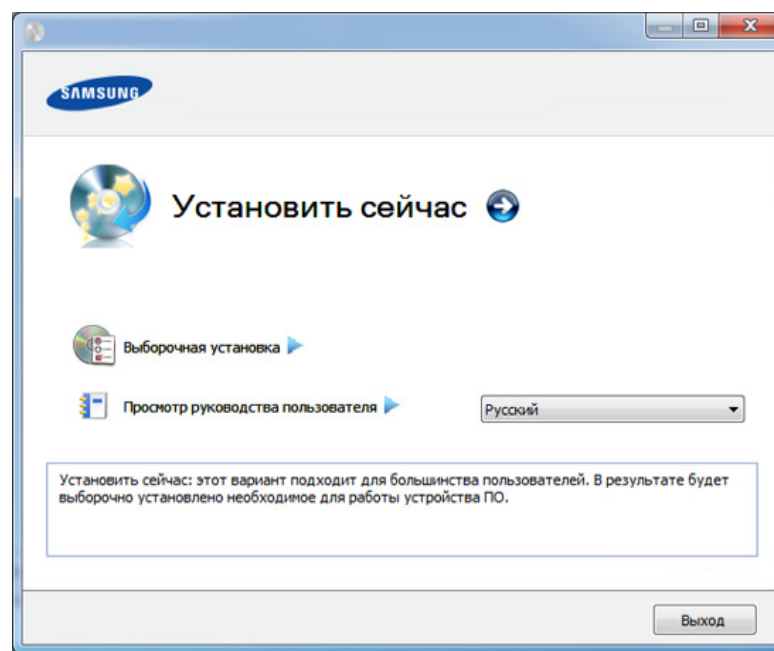 SAMSUNG
Установить сейчас
Выборочная установка
Просмотр руководства пользователя
Русский
Установить сейчас: этот вариант подходит для большинства пользователей. В результате будет
выборочно установлено необходимое для работы устройства ПО.
Выход